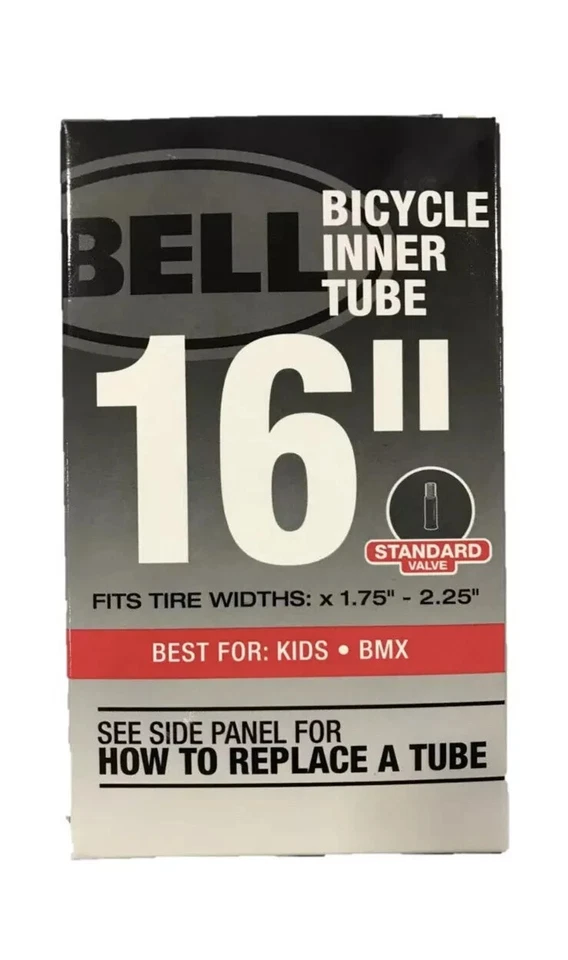 BELL
BICYCLE
INNER
TUBE
16"
STANDARD
VALVE
FITS TIRE WIDTHS: x 1.75" - 2.25"
BEST FOR: KIDS • BMX
SEE SIDE PANEL FOR
HOW TO REPLACE A TUBE